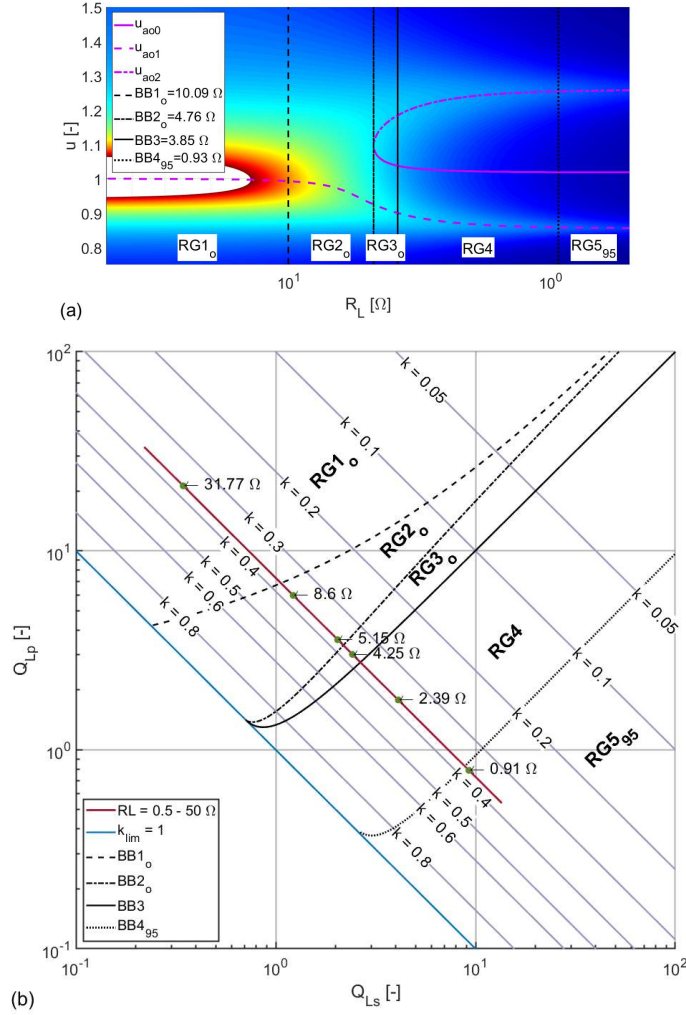 1.5
1.4
1.3
1.2
1.1
1
0.9
0.8
u [-]
u_ao0
u_ao1
u_ao2
BB1_o=10.09 Ω
BB2_o=4.76 Ω
BB3=3.85 Ω
BB4_95=0.93 Ω
RG1_o
RG2_o
RG3_o
RG4
RG5_95
10^1
10^0
R_L [Ω]
(a)
10^2
10^1
10^0
10^-1
Q_Lp [-]
k = 0.05
k = 0.1
k = 0.2
k = 0.3
k = 0.4
k = 0.5
k = 0.6
k = 0.8
RG1_o
RG2_o
RG3_o
RG4
RG5_95
31.77 Ω
8.6 Ω
5.15 Ω
4.25 Ω
2.39 Ω
0.91 Ω
k = 0.05
k = 0.1
k = 0.2
k = 0.4
k = 0.5
k = 0.6
k = 0.8
RL = 0.5 - 50 Ω
k_lim = 1
BB1_o
BB2_o
BB3
BB4_95
10^-1
10^0
10^1
10^2
Q_Ls [-]
(b)